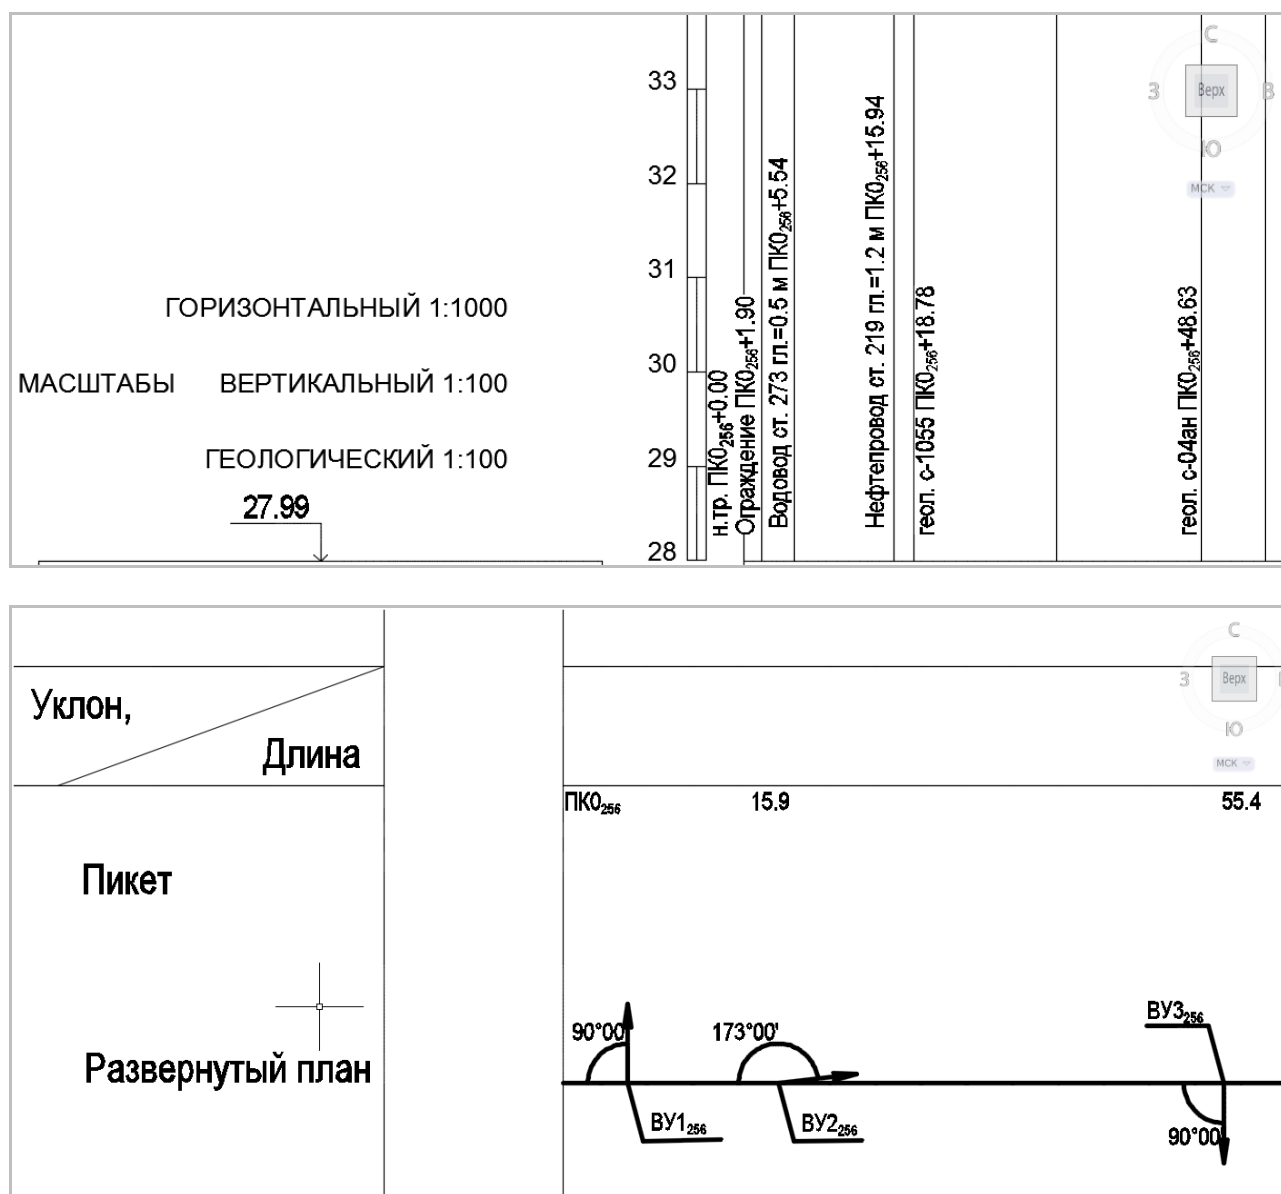 ГОРИЗОНТАЛЬНЫЙ 1:1000
МАСШТАБЫ ВЕРТИКАЛЬНЫЙ 1:100
ГЕОЛОГИЧЕСКИЙ 1:100
27.99
33
32
31
30
29
28
н.тр. ПК0₂₅₆+0.00
Ограждение ПК0₂₅₆+1.90
Водовод ст. 273 гл.=0.5 м ПК0₂₅₆+5.54
Нефтепровод ст. 219 гл.=1.2 м ПК0₂₅₆+15.94
геол. с-1055 ПК0₂₅₆+18.78
геол. с-04ан ПК0₂₅₆+48.63
С
З Верх В
Ю
МСК
Уклон,
Длина
Пикет
Развернутый план
С
З Верх
Ю
МСК
ПК0₂₅₆ 15.9 55.4
90°00' 173°00' ВУ3₂₅₆
ВУ1₂₅₆ ВУ2₂₅₆ 90°00'